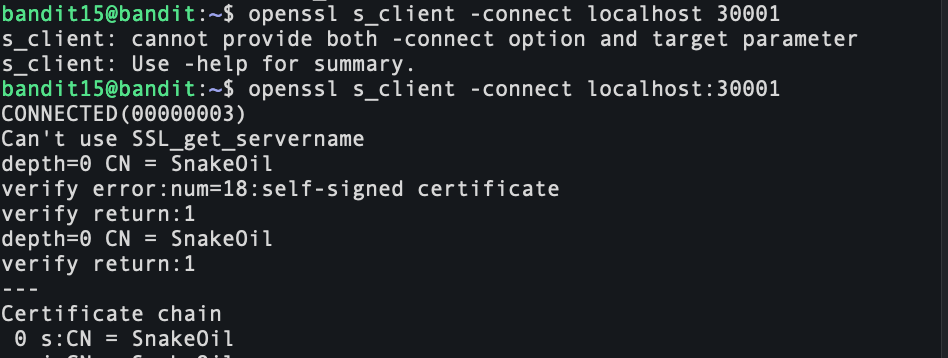 bandit15@bandit:~$ openssl s_client -connect localhost 30001
s_client: cannot provide both -connect option and target parameter
s_client: Use -help for summary.
bandit15@bandit:~$ openssl s_client -connect localhost:30001
CONNECTED(00000003)
Can't use SSL_get_servername
depth=0 CN = SnakeOil
verify error:num=18:self-signed certificate
verify return:1
depth=0 CN = SnakeOil
verify return:1
---
Certificate chain
 0 s:CN = SnakeOil